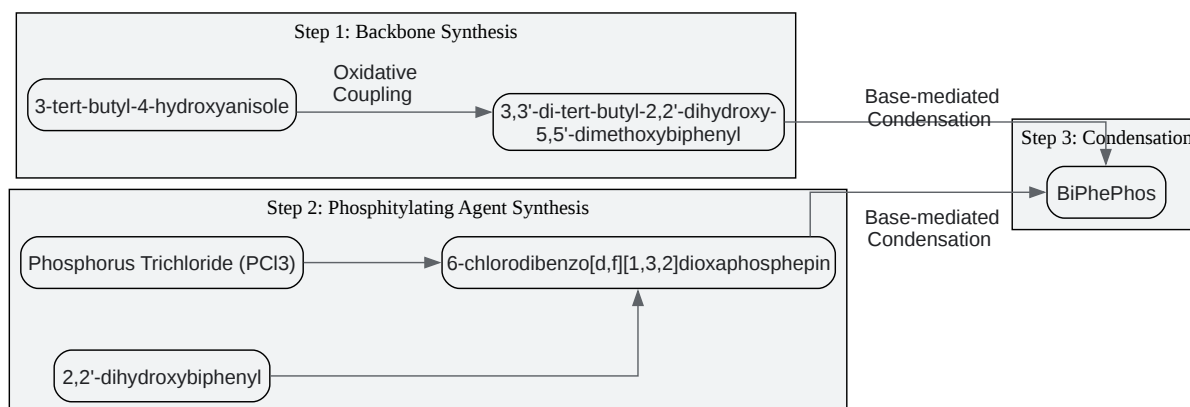 Step 1: Backbone Synthesis
3-tert-butyl-4-hydroxyanisole
Oxidative
Coupling
3,3'-di-tert-butyl-2,2'-dihydroxy-
5,5'-dimethoxybiphenyl
Base-mediated
Condensation
Step 3: Condensation
BiPhePhos
Step 2: Phosphitylating Agent Synthesis
Base-mediated
Condensation
Phosphorus Trichloride (PCl3)
6-chlorodibenzo[d,f][1,3,2]dioxaphosphepin
2,2'-dihydroxybiphenyl